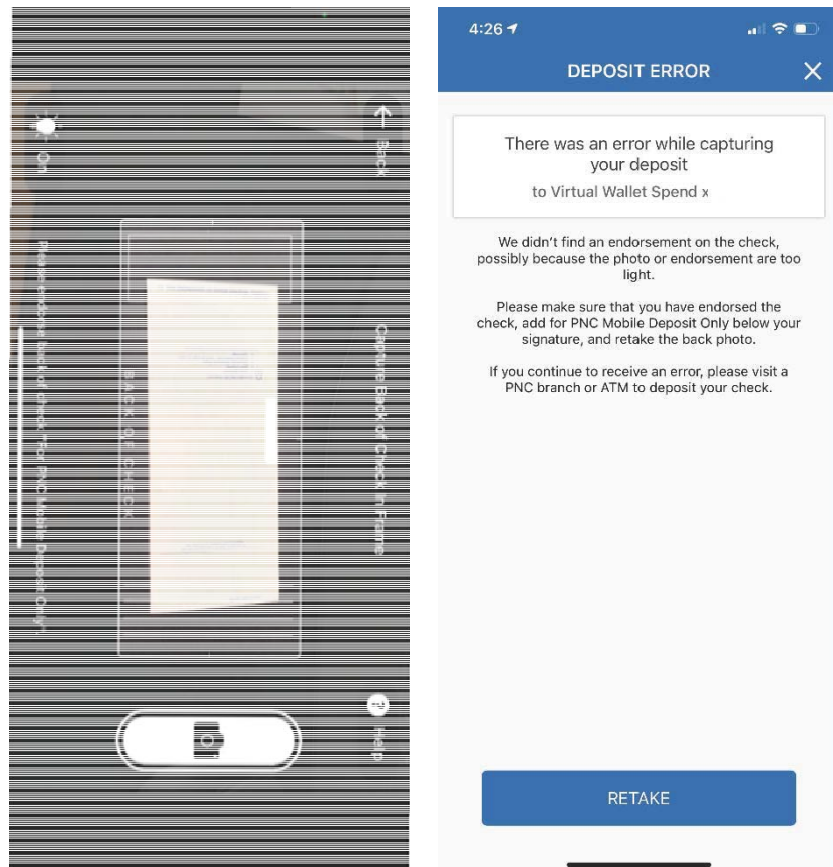 ← Back
Capture Back of Check in Frame
? Help
BACK OF CHECK
On
Please endorse back of check "For PNC Mobile Deposit Only".
4:26
DEPOSIT ERROR X
There was an error while capturing
your deposit
to Virtual Wallet Spend x
We didn't find an endorsement on the check,
possibly because the photo or endorsement are too
light.
Please make sure that you have endorsed the
check, add for PNC Mobile Deposit Only below your
signature, and retake the back photo.
If you continue to receive an error, please visit a
PNC branch or ATM to deposit your check.
RETAKE